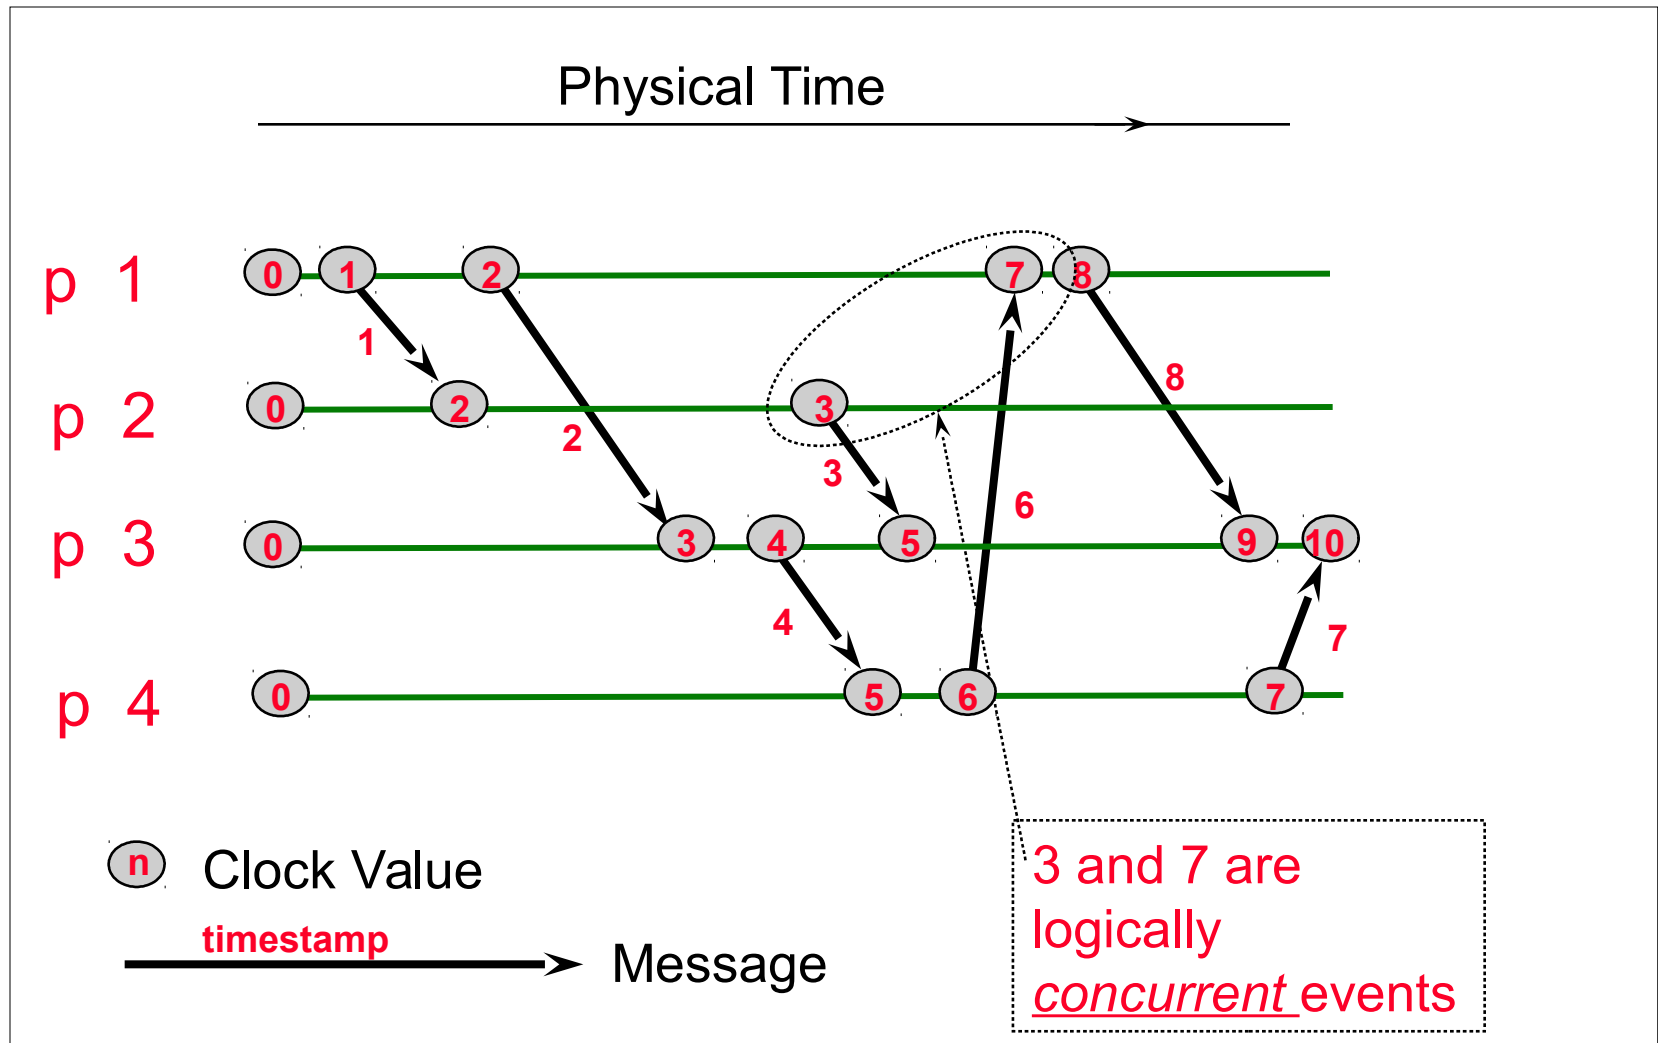 Physical Time
p 1
0
1
2
7
8
1
8
p 2
0
2
3
2
3
6
p 3
0
3
4
5
9
10
4
7
p 4
0
5
6
7
n
Clock Value
timestamp
Message
3 and 7 are
logically
concurrent events